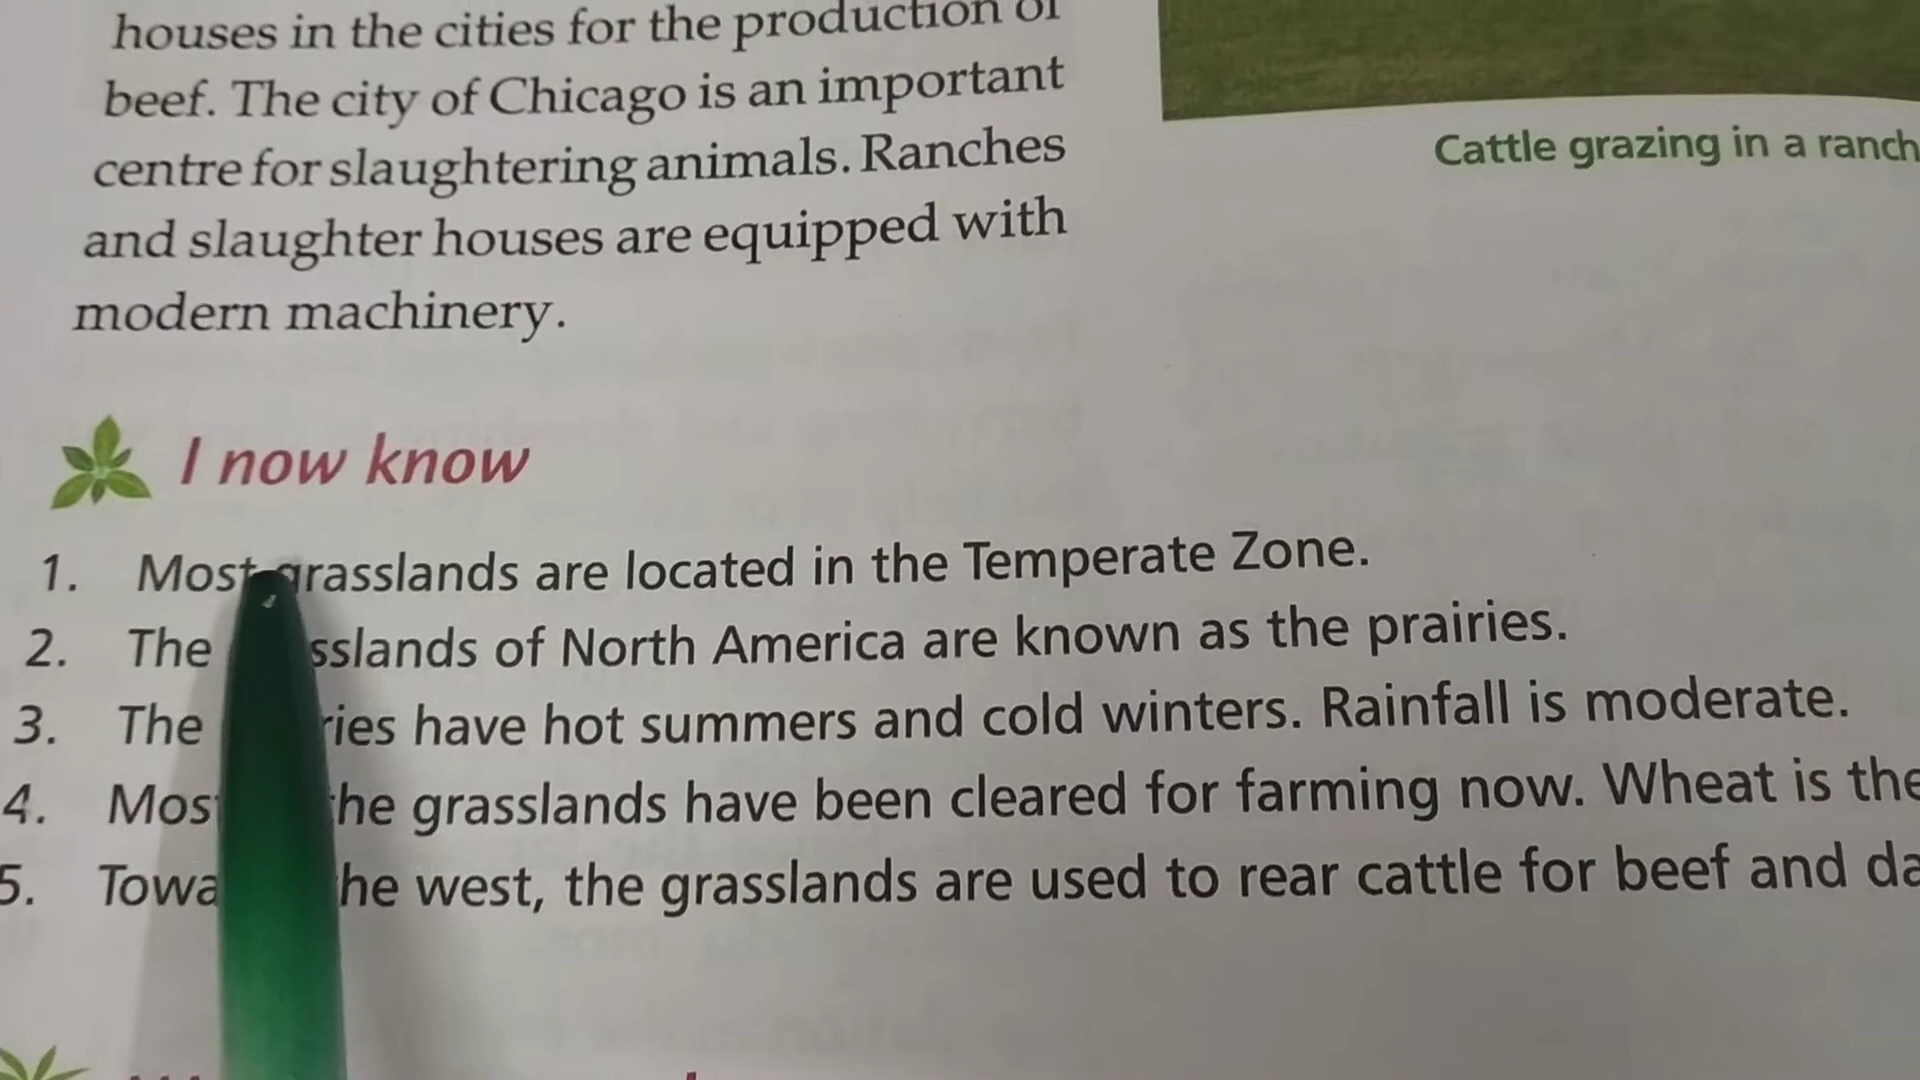 houses in the cities for the production of
beef. The city of Chicago is an important
centre for slaughtering animals. Ranches
and slaughter houses are equipped with
modern machinery.
Cattle grazing in a ranch
I now know
1. Most grasslands are located in the Temperate Zone.
2. The sslands of North America are known as the prairies.
3. The ries have hot summers and cold winters. Rainfall is moderate.
4. Mos the grasslands have been cleared for farming now. Wheat is the
5. Towa he west, the grasslands are used to rear cattle for beef and da